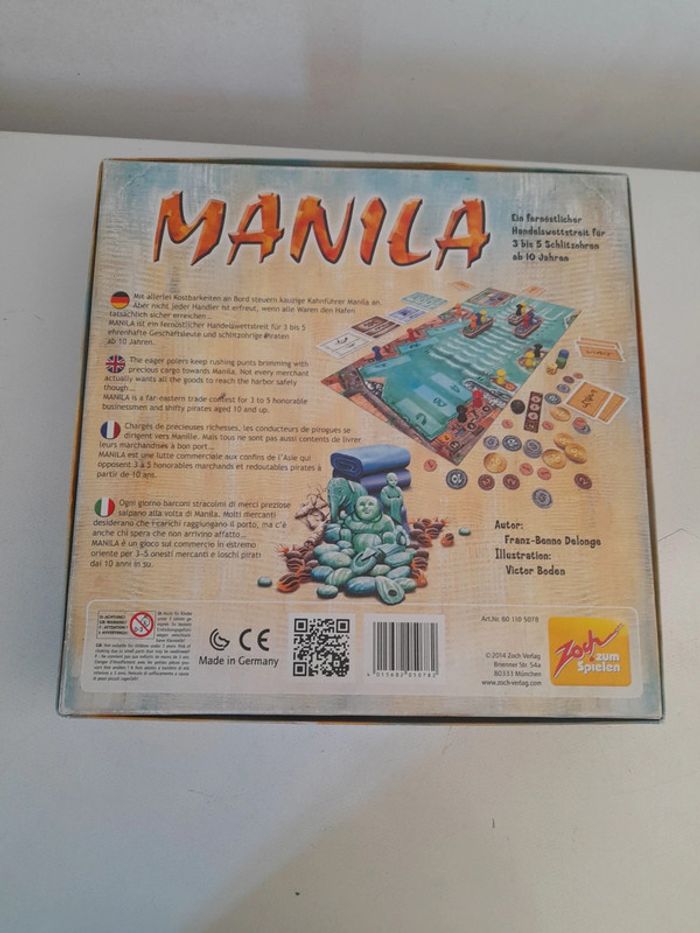 MANILA
Ein fernöstlicher
Handelswettstreit für
3 bis 5 Schlitzohren
ab 10 Jahren
Mit allerlei Kostbarkeiten an Bord steuern kauzige Kahnführer Manila an.
Aber nicht jeder Händler ist erfreut, wenn alle Waren den Hafen
tatsächlich sicher erreichen ...
MANILA ist ein fernöstlicher Handelswettstreit für 3 bis 5
ehrenhafte Geschäftsleute und schlitzohrige Piraten
ab 10 Jahren.
The eager polers keep rushing punts brimming with
precious cargo towards Manila. Not every merchant
actually wants all the goods to reach the harbor safely
though...
MANILA is a far-eastern trade contest for 3 to 5 honorable
businessmen and shifty pirates aged 10 and up.
Chargés de précieuses richesses, les conducteurs de pirogues se
dirigent vers Manille. Mais tous ne sont pas aussi contents de livrer
leurs marchandises à bon port...
MANILA est une lutte commerciale aux confins de l'Asie qui
opposent 3 à 5 honorables marchands et redoutables pirates à
partir de 10 ans.
Ogni giorno barconi stracolmi di merci preziose
salpano alla volta di Manila. Molti mercanti
desiderano che i carichi raggiungano il porto, ma c'è
anche chi spera che non arrivino affatto...
MANILA è un gioco sul commercio in estremo
oriente per 3-5 onesti mercanti e loschi pirati
dai 10 anni in su.
Autor:
Franz-Benno Delonge
Illustration:
Victor Boden
Art.Nr. 60 110 5078
0-3
CE
Made in Germany
4 015682 050782
© 2014 Zoch Verlag
Brienner Str. 54a
80333 München
www.zoch-verlag.com
Zoch
zum
Spielen